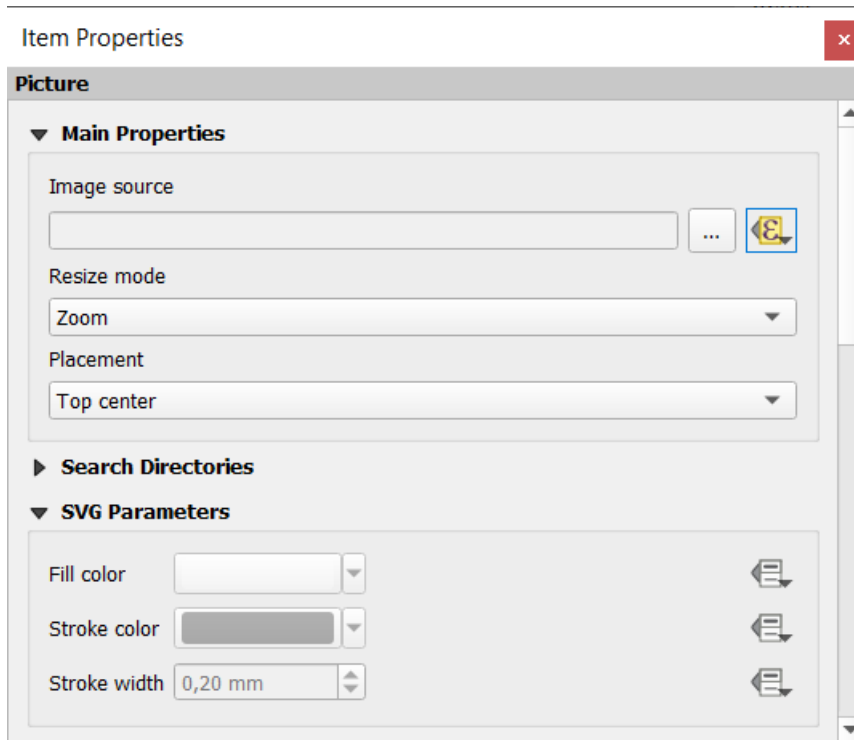 Item Properties
Picture
Main Properties
Image source
...
ε
Resize mode
Zoom
Placement
Top center
Search Directories
SVG Parameters
Fill color
Stroke color
Stroke width 0,20 mm